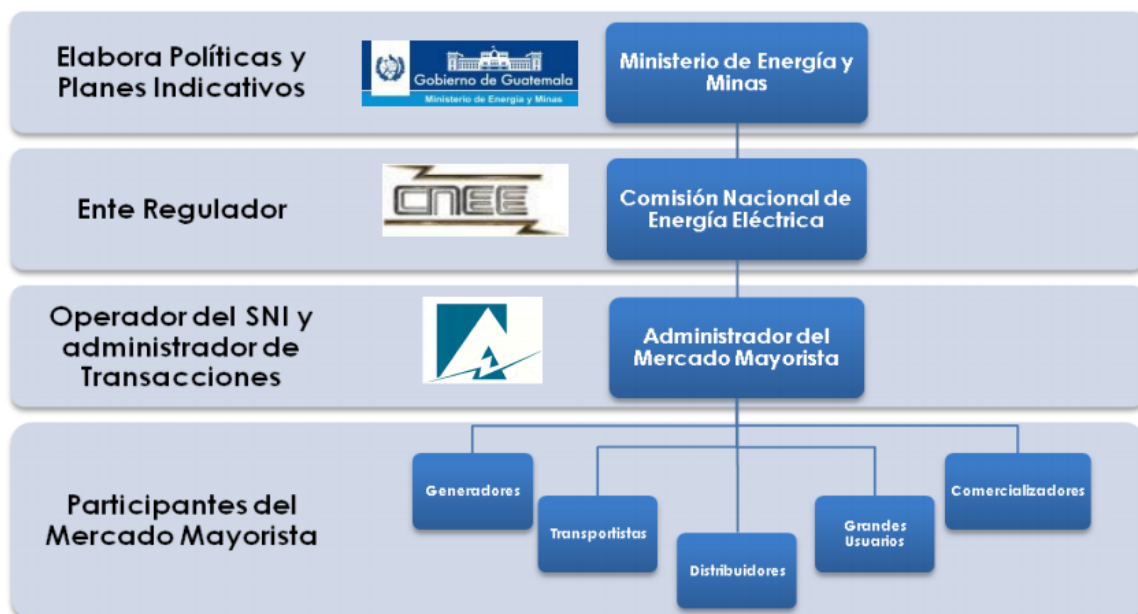 Elabora Políticas y
Planes Indicativos
Gobierno de Guatemala
Ministerio de Energía y Minas
Ministerio de Energía y
Minas
Ente Regulador
CNEE
Comisión Nacional de
Energía Eléctrica
Operador del SNI y
administrador de
Transacciones
Administrador del
Mercado Mayorista
Participantes del
Mercado Mayorista
Generadores
Transportistas
Distribuidores
Grandes
Usuarios
Comercializadores